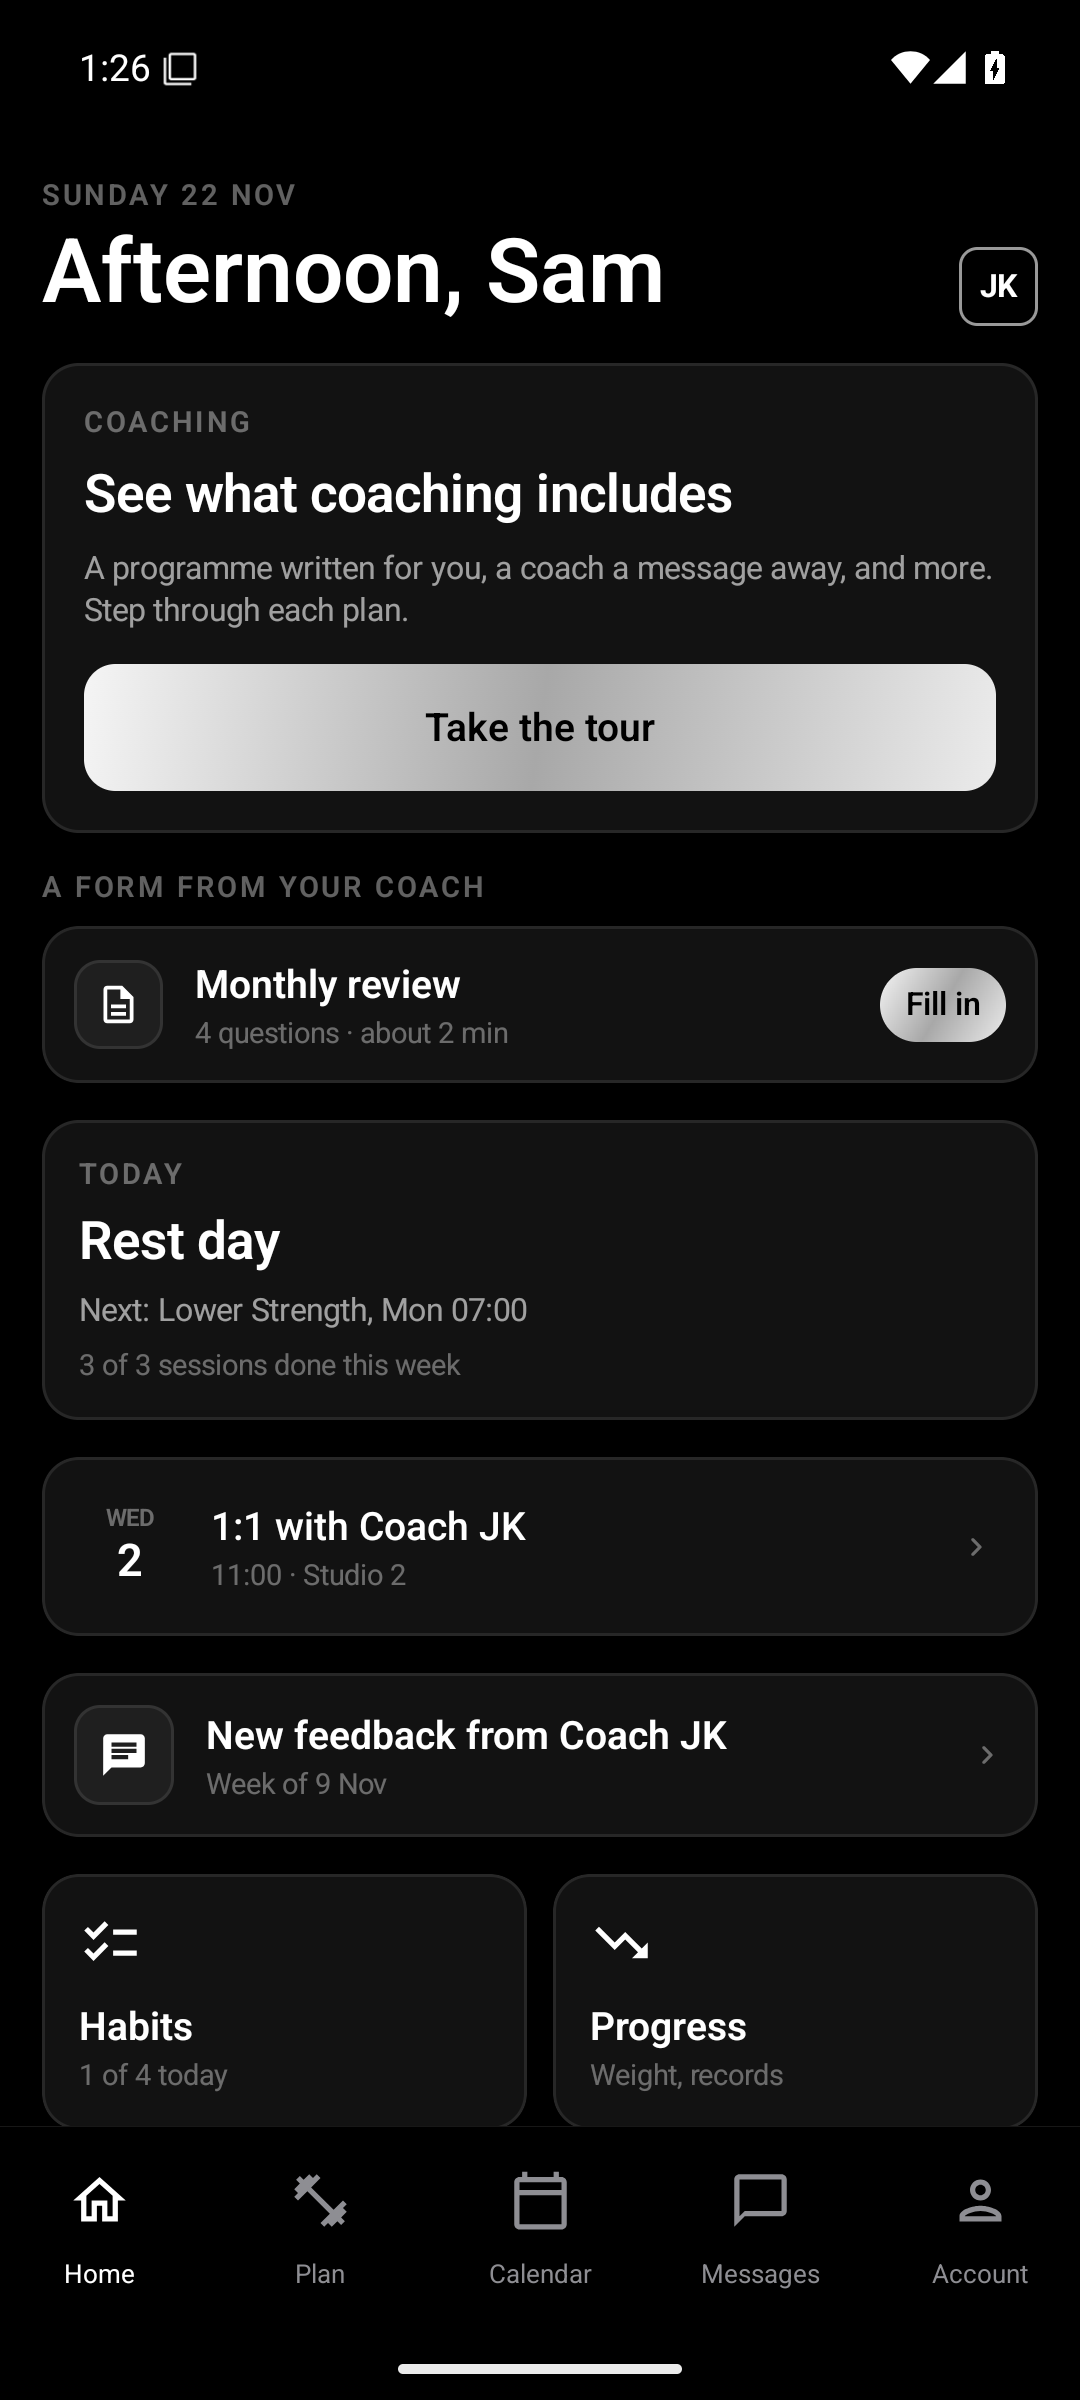 1:26
SUNDAY 22 NOV
Afternoon, Sam
JK
COACHING
See what coaching includes
A programme written for you, a coach a message away, and more.
Step through each plan.
Take the tour
A FORM FROM YOUR COACH
Monthly review
4 questions · about 2 min
Fill in
TODAY
Rest day
Next: Lower Strength, Mon 07:00
3 of 3 sessions done this week
WED
2
1:1 with Coach JK
11:00 · Studio 2
New feedback from Coach JK
Week of 9 Nov
Habits
1 of 4 today
Progress
Weight, records
Home
Plan
Calendar
Messages
Account